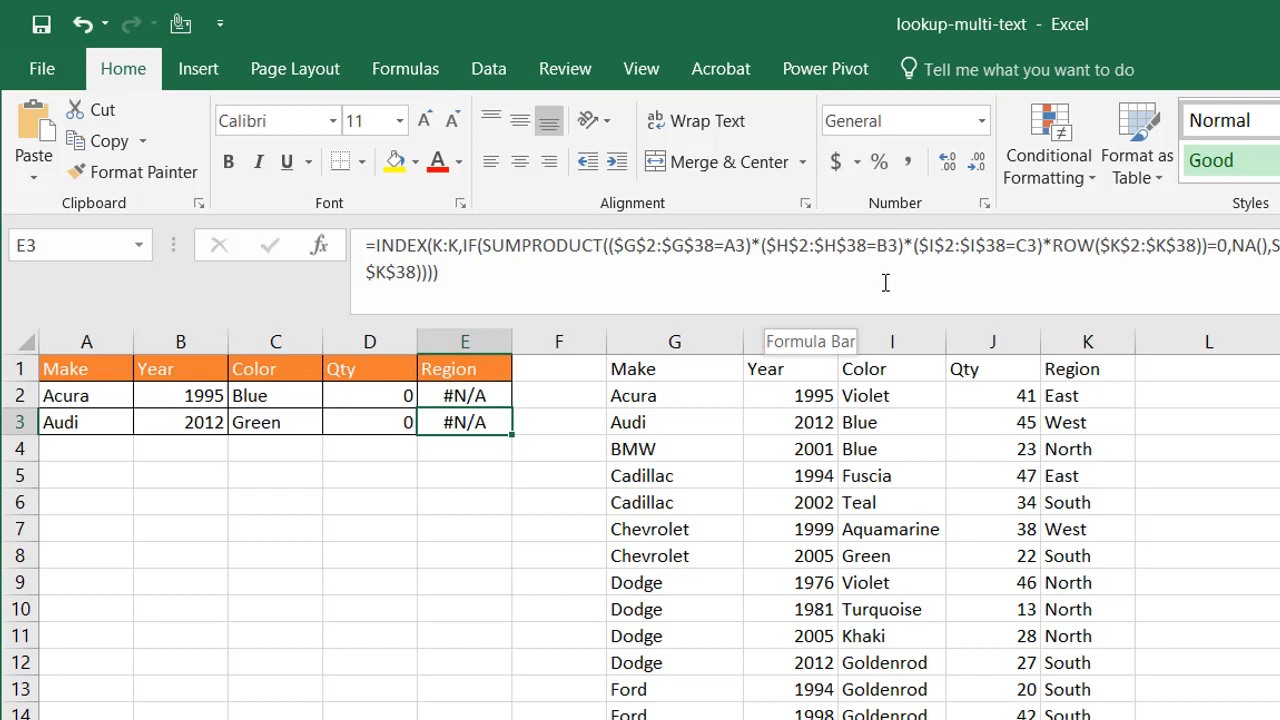 lookup-multi-text - Excel
File Home Insert Page Layout Formulas Data Review View Acrobat Power Pivot Tell me what you want to do
Paste
Cut
Copy
Format Painter
Clipboard
Calibri 11
B I U
Font
Wrap Text
Merge & Center
Alignment
General
$ % ,
Number
Conditional Formatting
Format as Table
Normal
Good
Styles
E3
fx
=INDEX(K:K,IF(SUMPRODUCT(($G$2:$G$38=A3)*($H$2:$H$38=B3)*($I$2:$I$38=C3)*ROW($K$2:$K$38))=0,NA(),$
$K$38))))
Formula Bar
A B C D E F G I J K L
1 Make Year Color Qty Region Make Year Color Qty Region
2 Acura 1995 Blue 0 #N/A Acura 1995 Violet 41 East
3 Audi 2012 Green 0 #N/A Audi 2012 Blue 45 West
4 BMW 2001 Blue 23 North
5 Cadillac 1994 Fuscia 47 East
6 Cadillac 2002 Teal 34 South
7 Chevrolet 1999 Aquamarine 38 West
8 Chevrolet 2005 Green 22 South
9 Dodge 1976 Violet 46 North
10 Dodge 1981 Turquoise 13 North
11 Dodge 2005 Khaki 28 North
12 Dodge 2012 Goldenrod 27 South
13 Ford 1994 Goldenrod 20 South
14 Ford 1998 Goldenrod 42 South